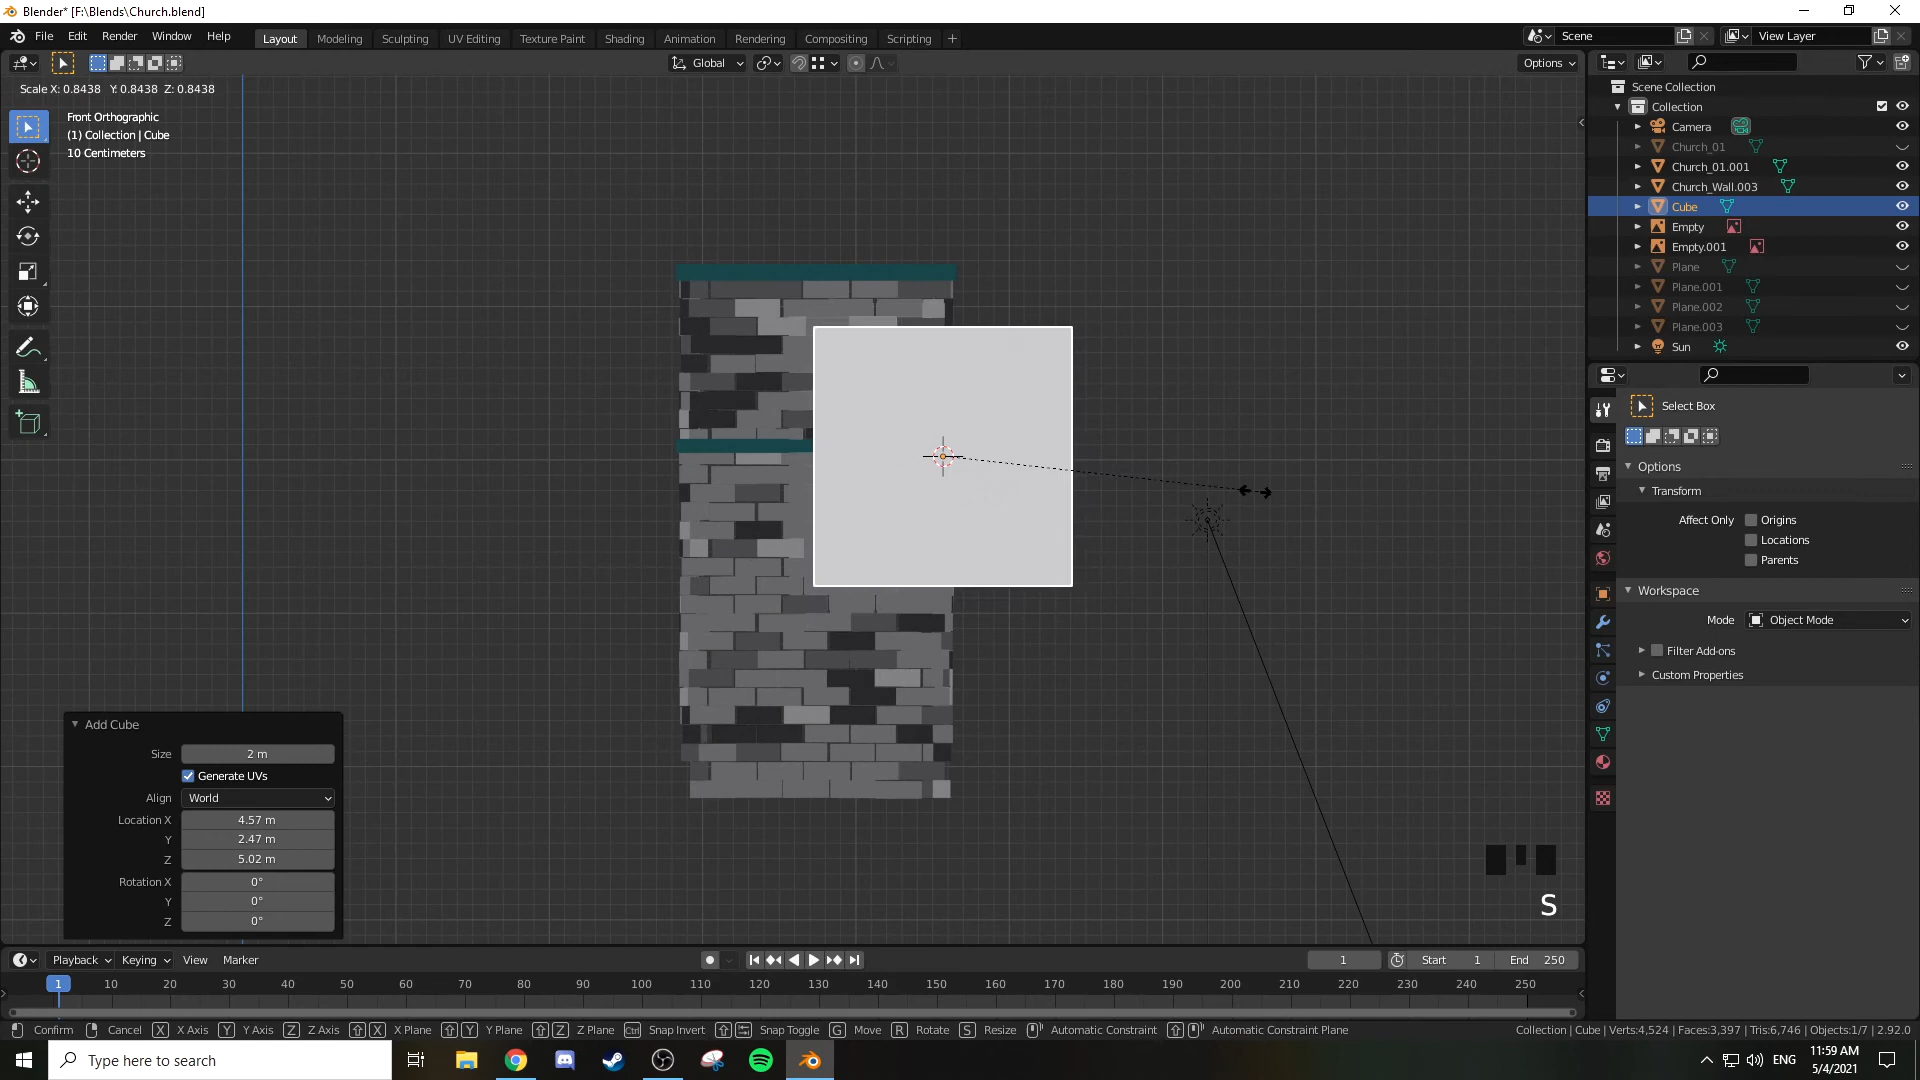 Blender* [F:\Blends\Church.blend]
File Edit Render Window Help
Layout Modeling Sculpting UV Editing Texture Paint Shading Animation Rendering Compositing Scripting +
Scene
View Layer
Global
Options
Scale X: 0.8438 Y: 0.8438 Z: 0.8438
Front Orthographic
(1) Collection | Cube
10 Centimeters
Scene Collection
Collection
Camera
Church_01
Church_01.001
Church_Wall.003
Cube
Empty
Empty.001
Plane
Plane.001
Plane.002
Plane.003
Sun
Select Box
Options
Transform
Affect Only Origins
Locations
Parents
Workspace
Mode Object Mode
Filter Add-ons
Custom Properties
Add Cube
Size 2 m
Generate UVs
Align World
Location X 4.57 m
Y 2.47 m
Z 5.02 m
Rotation X 0°
Y 0°
Z 0°
S
Playback Keying View Marker
1 Start 1 End 250
1 10 20 30 40 50 60 70 80 90 100 110 120 130 140 150 160 170 180 190 200 210 220 230 240 250
Confirm Cancel X X Axis Y Y Axis Z Z Axis X X Plane Y Y Plane Z Z Plane Ctrl Snap Invert Snap Toggle G Move R Rotate S Resize Automatic Constraint Automatic Constraint Plane Collection | Cube | Verts:4,524 | Faces:3,397 | Tris:6,746 | Objects:1/7 | 2.92.0
Type here to search
ENG
11:59 AM
5/4/2021